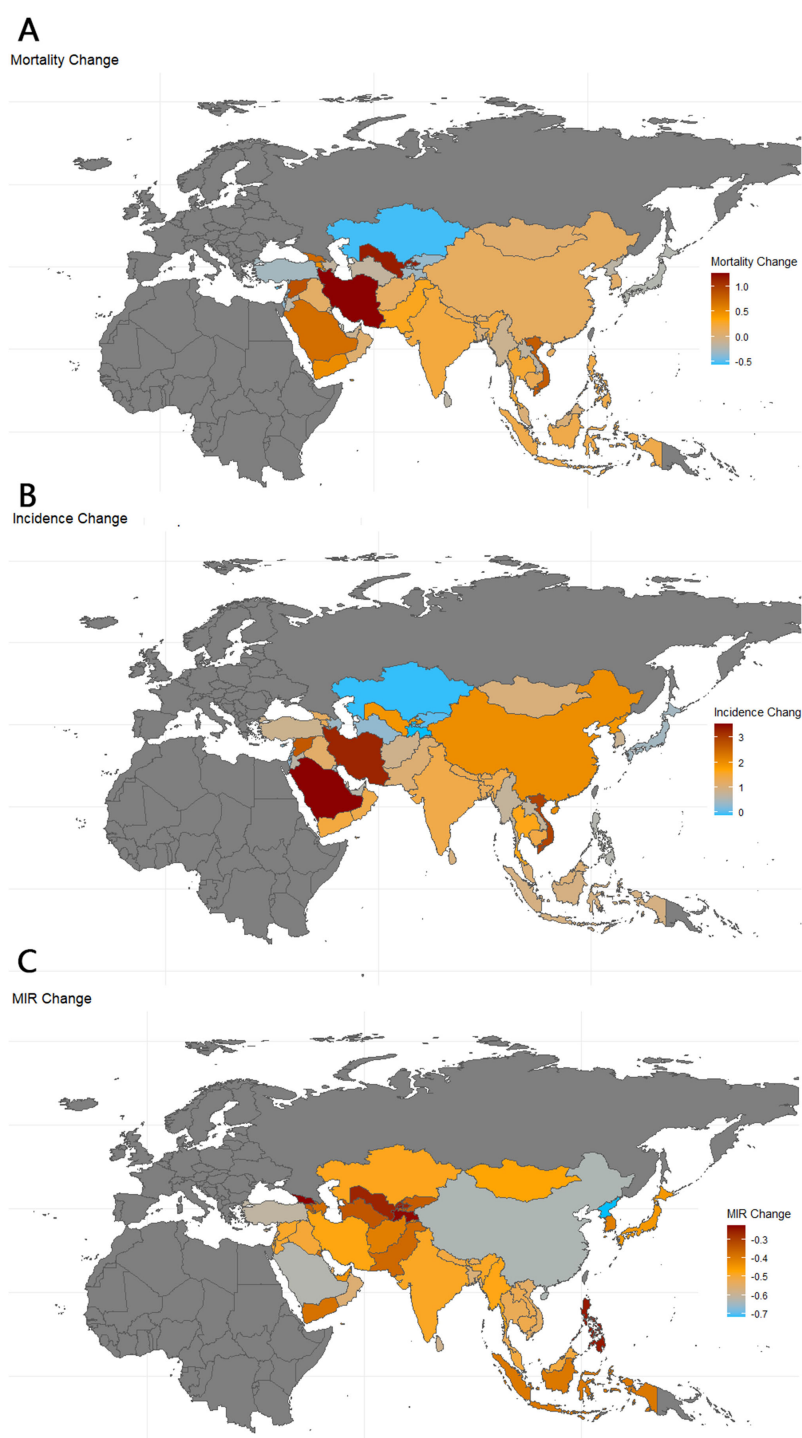 A
Mortality Change
Mortality Change
1.0
0.5
0.0
-0.5
B
Incidence Change
Incidence Chang
3
2
1
0
C
MIR Change
MIR Change
-0.3
-0.4
-0.5
-0.6
-0.7